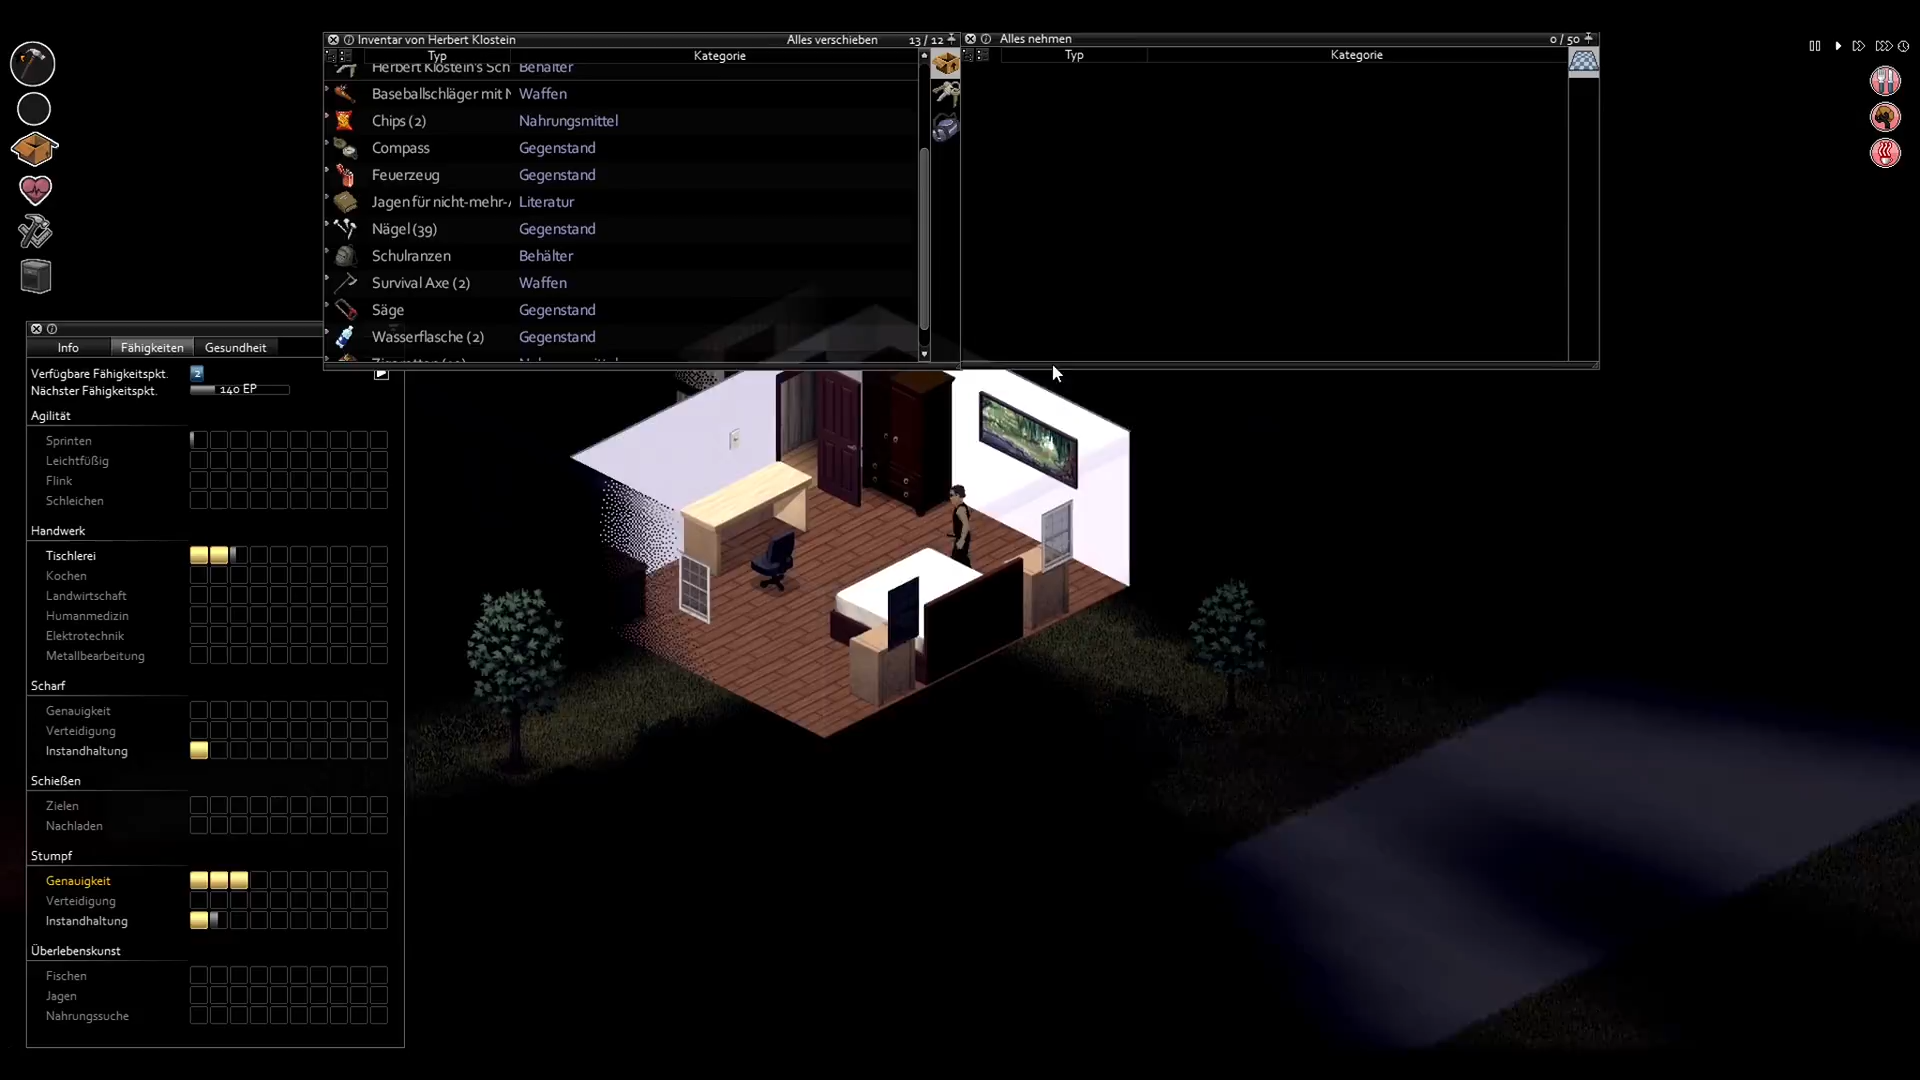 Inventar von Herbert Klostein Alles verschieben 13 / 12
Typ Kategorie
Herbert Klostein's Sch Behälter
Baseballschläger mit N Waffen
Chips (2) Nahrungsmittel
Compass Gegenstand
Feuerzeug Gegenstand
Jagen für nicht-mehr- Literatur
Nägel (39) Gegenstand
Schulranzen Behälter
Survival Axe (2) Waffen
Säge Gegenstand
Wasserflasche (2) Gegenstand
Alles nehmen 0 / 50
Typ Kategorie
Info Fähigkeiten Gesundheit
Verfügbare Fähigkeitspkt. 2
Nächster Fähigkeitspkt. 140 EP
Agilität
Sprinten
Leichtfüßig
Flink
Schleichen
Handwerk
Tischlerei
Kochen
Landwirtschaft
Humanmedizin
Elektrotechnik
Metallbearbeitung
Scharf
Genauigkeit
Verteidigung
Instandhaltung
Schießen
Zielen
Nachladen
Stumpf
Genauigkeit
Verteidigung
Instandhaltung
Überlebenskunst
Fischen
Jagen
Nahrungssuche